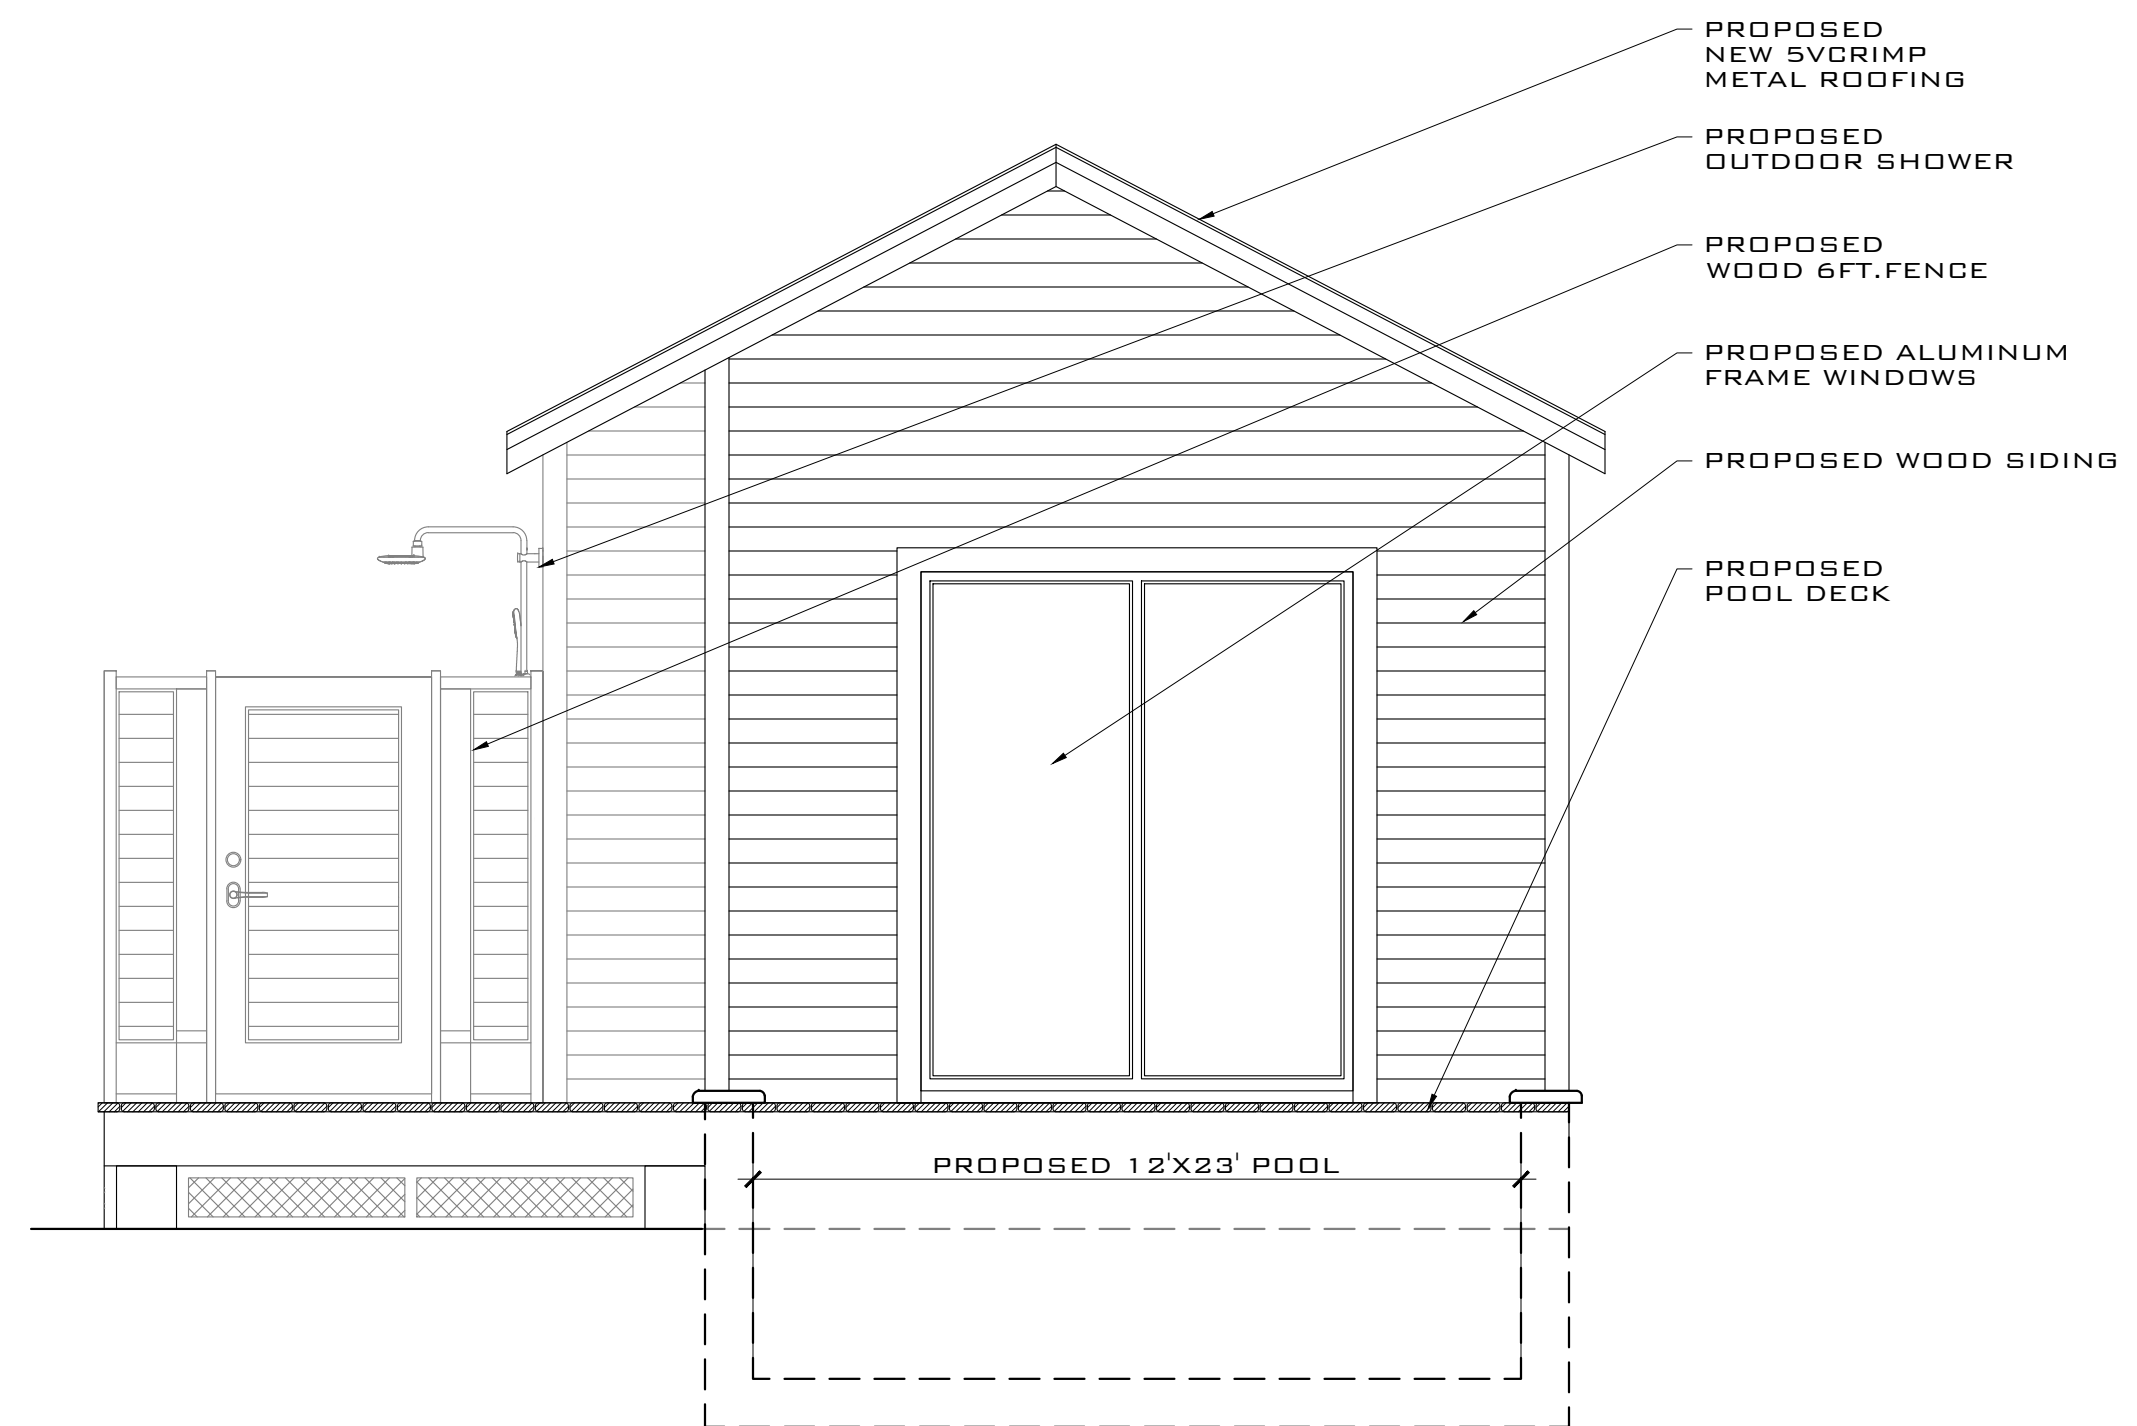 PROPOSED
NEW 5VCRIMP
METAL ROOFING
PROPOSED
OUTDOOR SHOWER
PROPOSED
WOOD 6FT.FENCE
PROPOSED ALUMINUM
FRAME WINDOWS
PROPOSED WOOD SIDING
PROPOSED
POOL DECK
PROPOSED 12'X23' POOL